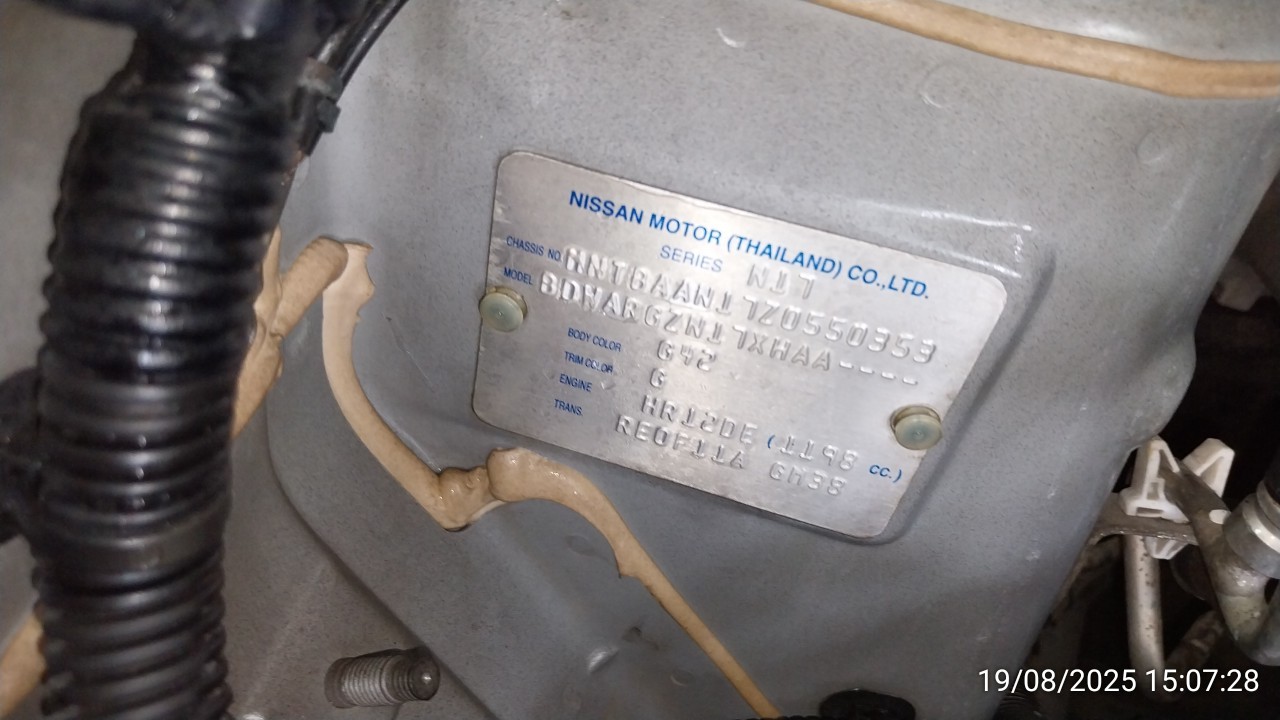 NISSAN MOTOR (THAILAND) CO.,LTD.
SERIES N17
CHASSIS NO MNTBAAN17Z0550353
MODEL BDWARGZN17XHAA----
BODY COLOR G42
TRIM COLOR G
ENGINE HR12DE (1198 cc.)
TRANS. RE0F11A GH38
19/08/2025 15:07:28